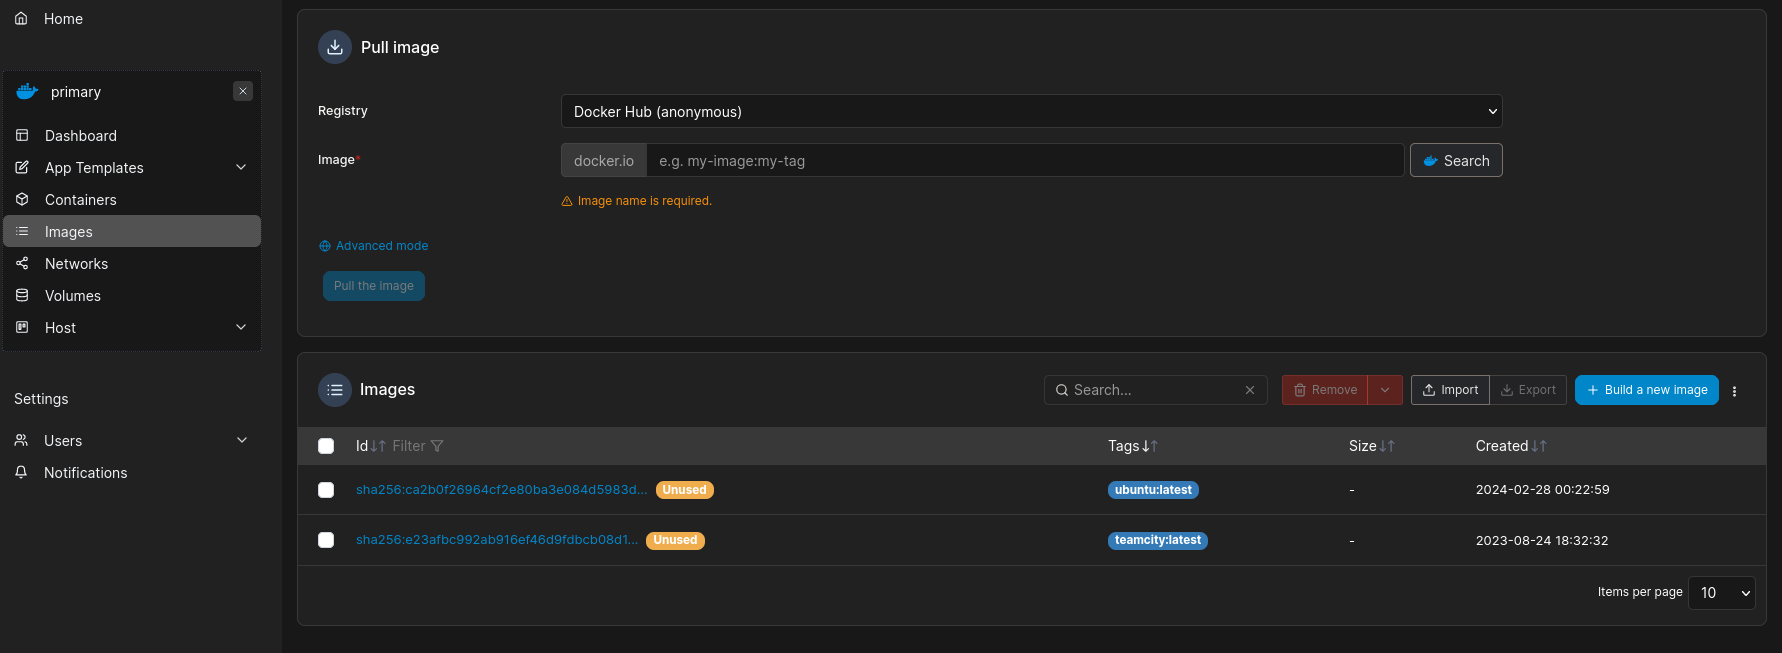 Home
primary
Dashboard
App Templates
Containers
Images
Networks
Volumes
Host
Settings
Users
Notifications
Pull image
Registry
Docker Hub (anonymous)
Image*
docker.io e.g. my-image:my-tag Search
Image name is required.
Advanced mode
Pull the image
Images Search... Remove Import Export Build a new image
Id Filter Tags Size Created
sha256:ca2b0f26964cf2e80ba3e084d5983d... Unused ubuntu:latest - 2024-02-28 00:22:59
sha256:e23afbc992ab916ef46d9fdbcb08d1... Unused teamcity:latest - 2023-08-24 18:32:32
Items per page 10